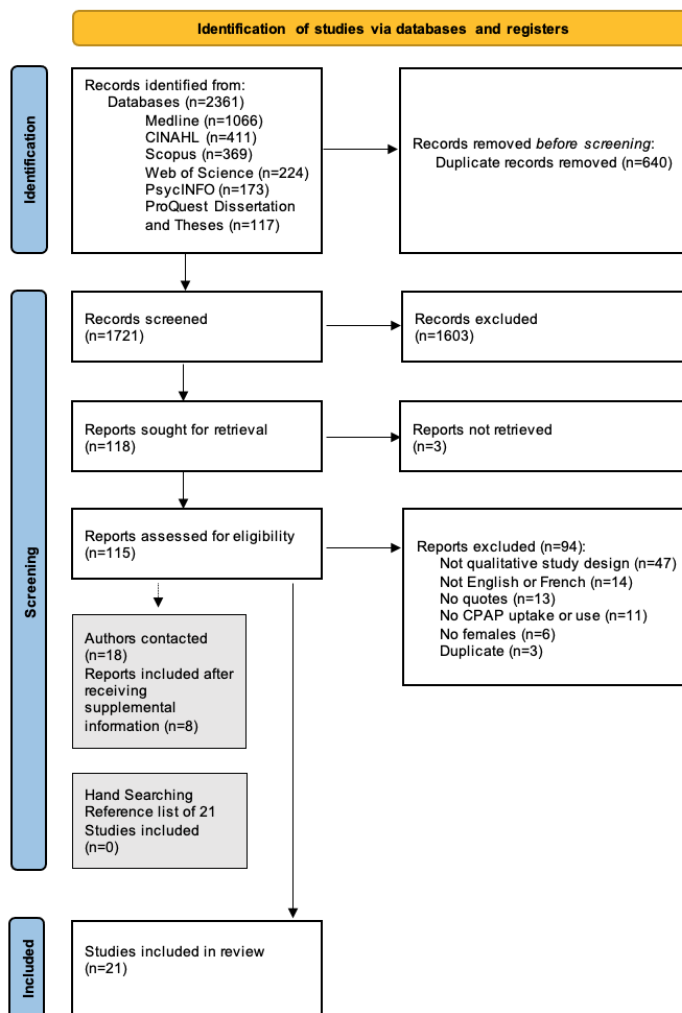 Identification of studies via databases and registers
Identification
Records identified from:
Databases (n=2361)
Medline (n=1066)
CINAHL (n=411)
Scopus (n=369)
Web of Science (n=224)
PsycINFO (n=173)
ProQuest Dissertation
and Theses (n=117)
Records removed before screening:
Duplicate records removed (n=640)
Screening
Records screened
(n=1721)
Records excluded
(n=1603)
Reports sought for retrieval
(n=118)
Reports not retrieved
(n=3)
Reports assessed for eligibility
(n=115)
Reports excluded (n=94):
Not qualitative study design (n=47)
Not English or French (n=14)
No quotes (n=13)
No CPAP uptake or use (n=11)
No females (n=6)
Duplicate (n=3)
Authors contacted
(n=18)
Reports included after
receiving
supplemental
information (n=8)
Hand Searching
Reference list of 21
Studies included
(n=0)
Included
Studies included in review
(n=21)